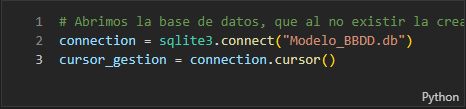 1 # Abrimos la base de datos, que al no existir la crea
2 connection = sqlite3.connect("Modelo_BBDD.db")
3 cursor_gestion = connection.cursor()
Python